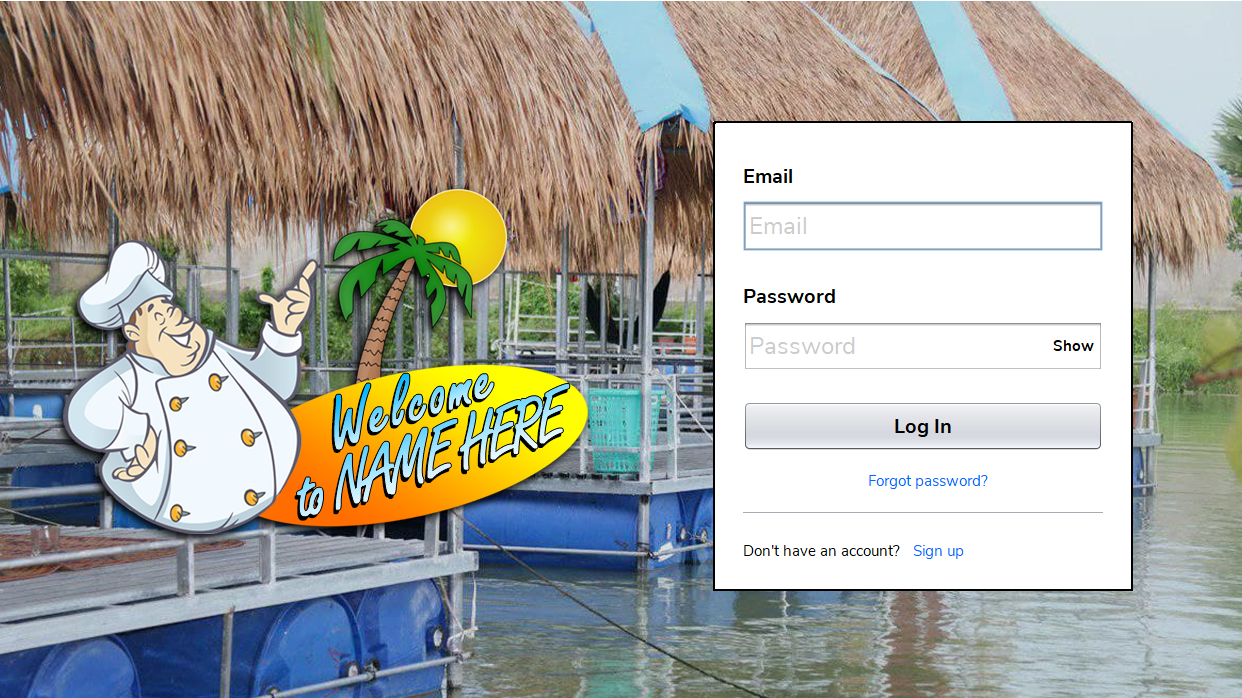 Welcome
to NAME HERE
Email
Email
Password
Password Show
Log In
Forgot password?
Don't have an account? Sign up